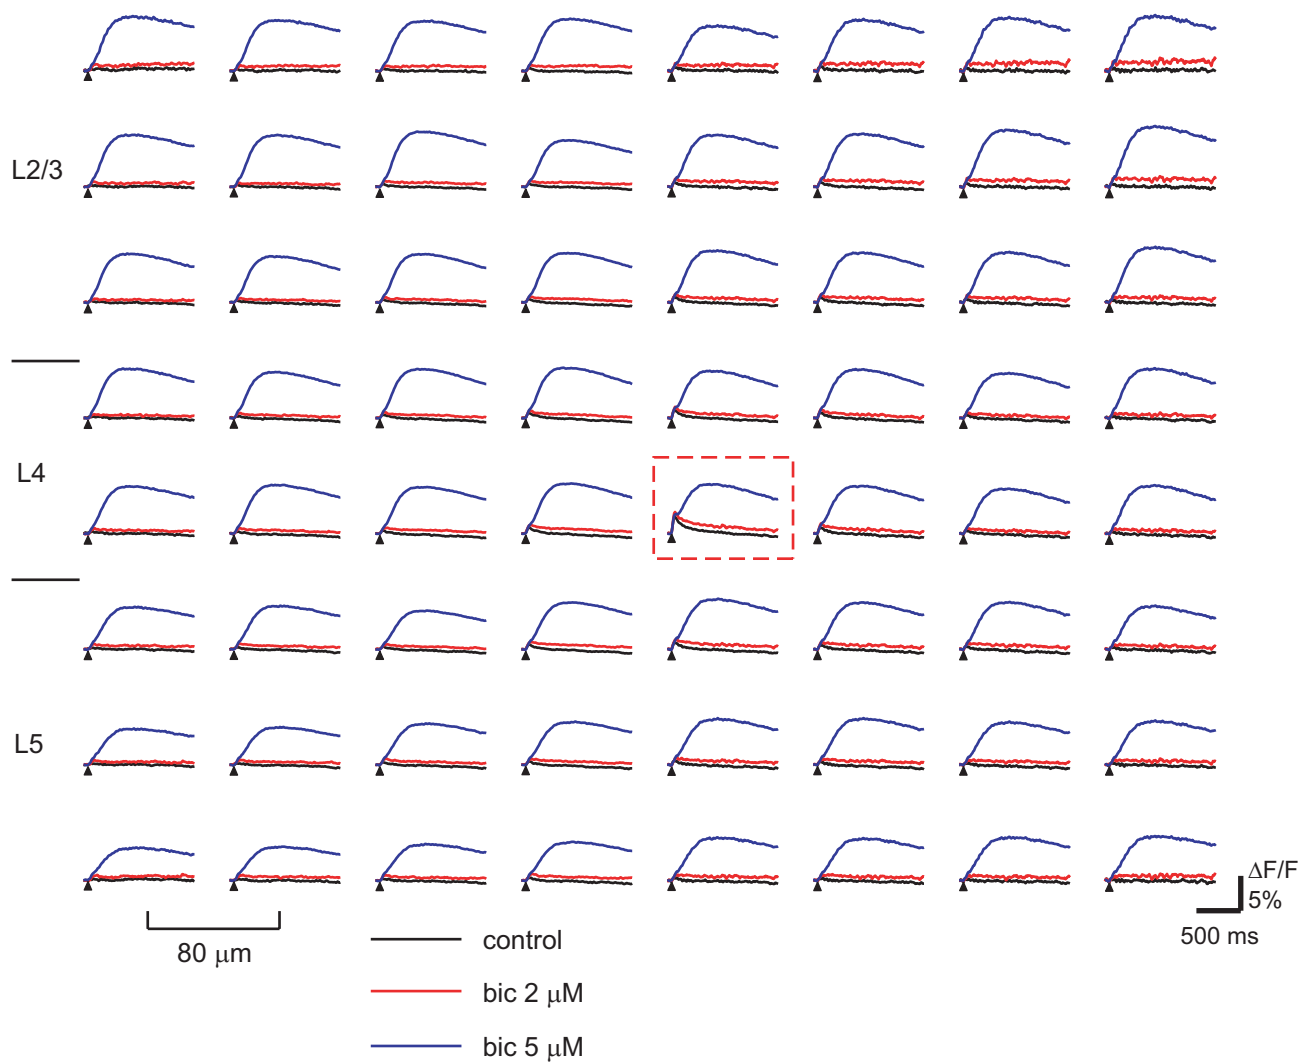 L2/3
L4
L5
ΔF/F
5%
500 ms
80 μm
control
bic 2 μM
bic 5 μM